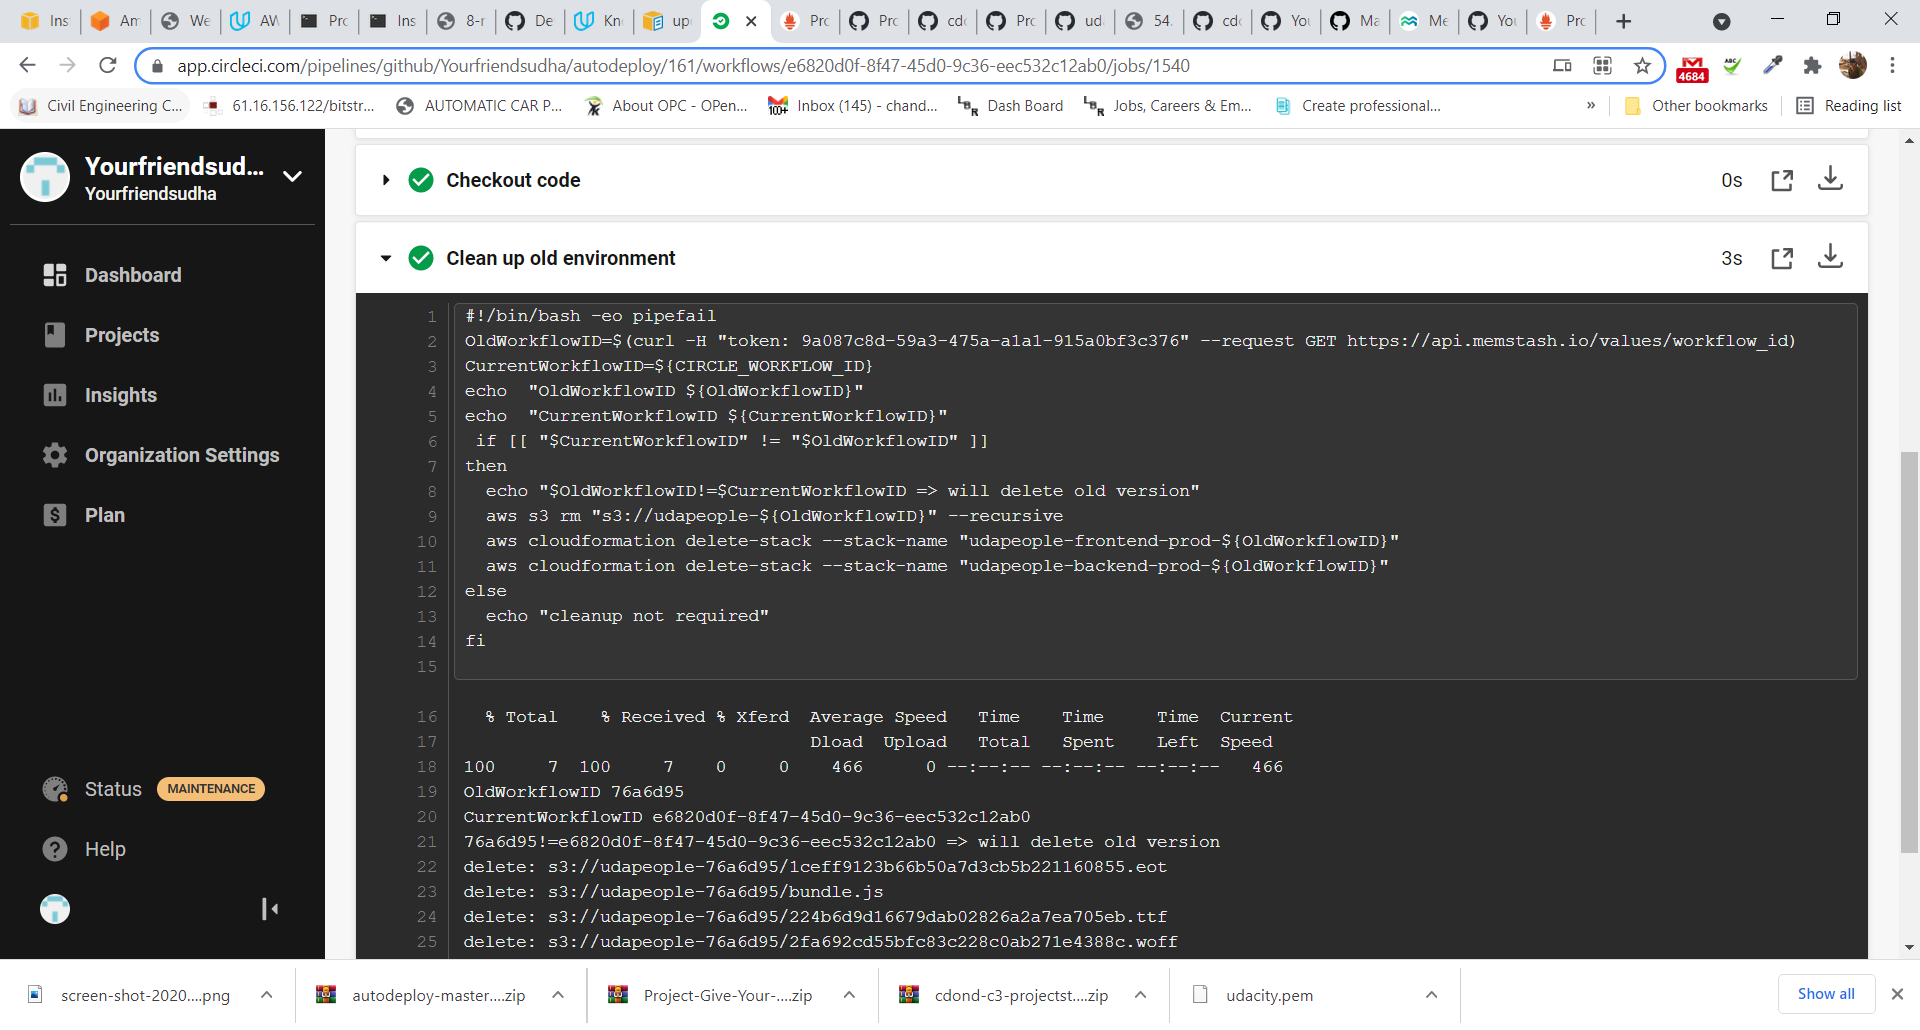 Ins
Am
We
AW
Pro
Ins
8-r
De
Kn
up
Pro
Pro
cdo
Pro
ud
54.
cdo
You
Ma
Me
You
Pro
app.circleci.com/pipelines/github/Yourfriendsudha/autodeploy/161/workflows/e6820d0f-8f47-45d0-9c36-eec532c12ab0/jobs/1540
4684
ABC
Civil Engineering C...
61.16.156.122/bitstr...
AUTOMATIC CAR P...
About OPC - OPen...
100+
Inbox (145) - chand...
Dash Board
Jobs, Careers & Em...
Create professional...
»
Other bookmarks
Reading list
Yourfriendsud...
Yourfriendsudha
Dashboard
Projects
Insights
Organization Settings
Plan
Status MAINTENANCE
Help
Checkout code 0s
Clean up old environment 3s
1 #!/bin/bash -eo pipefail
2 OldWorkflowID=$(curl -H "token: 9a087c8d-59a3-475a-a1a1-915a0bf3c376" --request GET https://api.memstash.io/values/workflow_id)
3 CurrentWorkflowID=${CIRCLE_WORKFLOW_ID}
4 echo  "OldWorkflowID ${OldWorkflowID}"
5 echo  "CurrentWorkflowID ${CurrentWorkflowID}"
6  if [[ "$CurrentWorkflowID" != "$OldWorkflowID" ]]
7 then
8   echo "$OldWorkflowID!=$CurrentWorkflowID => will delete old version"
9   aws s3 rm "s3://udapeople-${OldWorkflowID}" --recursive
10   aws cloudformation delete-stack --stack-name "udapeople-frontend-prod-${OldWorkflowID}"
11   aws cloudformation delete-stack --stack-name "udapeople-backend-prod-${OldWorkflowID}"
12 else
13   echo "cleanup not required"
14 fi
15
16   % Total    % Received % Xferd  Average Speed   Time    Time     Time  Current
17                                  Dload  Upload   Total   Spent    Left  Speed
18 100     7  100     7    0     0    466      0 --:--:-- --:--:-- --:--:--   466
19 OldWorkflowID 76a6d95
20 CurrentWorkflowID e6820d0f-8f47-45d0-9c36-eec532c12ab0
21 76a6d95!=e6820d0f-8f47-45d0-9c36-eec532c12ab0 => will delete old version
22 delete: s3://udapeople-76a6d95/1ceff9123b66b50a7d3cb5b221160855.eot
23 delete: s3://udapeople-76a6d95/bundle.js
24 delete: s3://udapeople-76a6d95/224b6d9d16679dab02826a2a7ea705eb.ttf
25 delete: s3://udapeople-76a6d95/2fa692cd55bfc83c228c0ab271e4388c.woff
screen-shot-2020....png
autodeploy-master....zip
Project-Give-Your-....zip
cdond-c3-projectst....zip
udacity.pem
Show all